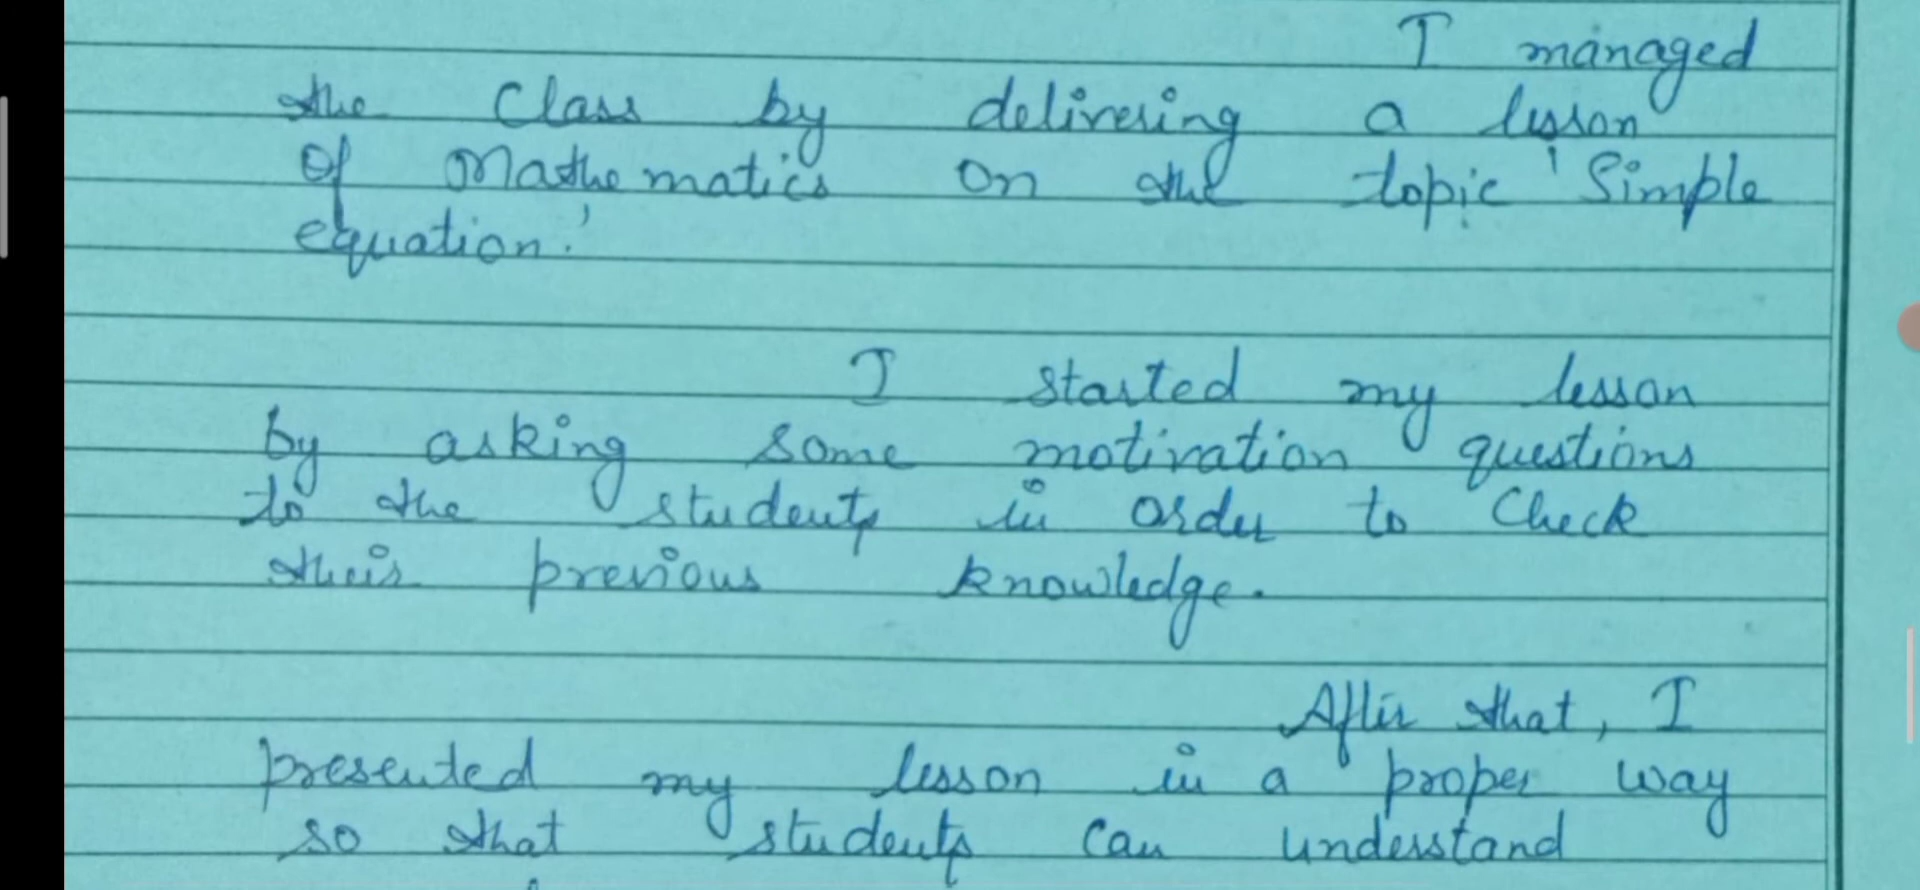 I managed
the Class by delivering a lesson
of Mathematics on the topic 'Simple
equation.'
I started my lesson
by asking some motivation questions
to the students in order to Check
their previous knowledge.
After that, I
presented my lesson in a proper way
so that students can understand